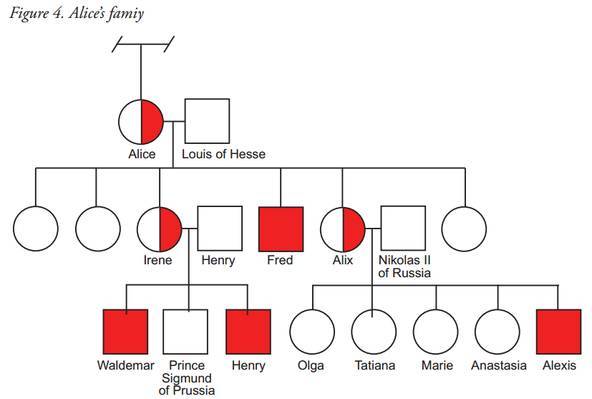 Figure 4. Alice's famiy
Alice
Louis of Hesse
Irene
Henry
Fred
Alix
Nikolas II
of Russia
Waldemar
Prince
Sigmund
of Prussia
Henry
Olga
Tatiana
Marie
Anastasia
Alexis